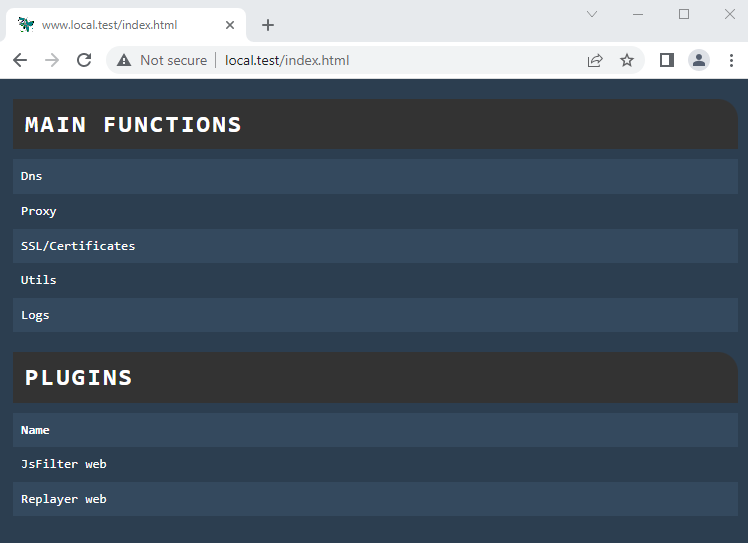 www.local.test/index.html
Not secure local.test/index.html
MAIN FUNCTIONS
Dns
Proxy
SSL/Certificates
Utils
Logs
PLUGINS
Name
JsFilter web
Replayer web